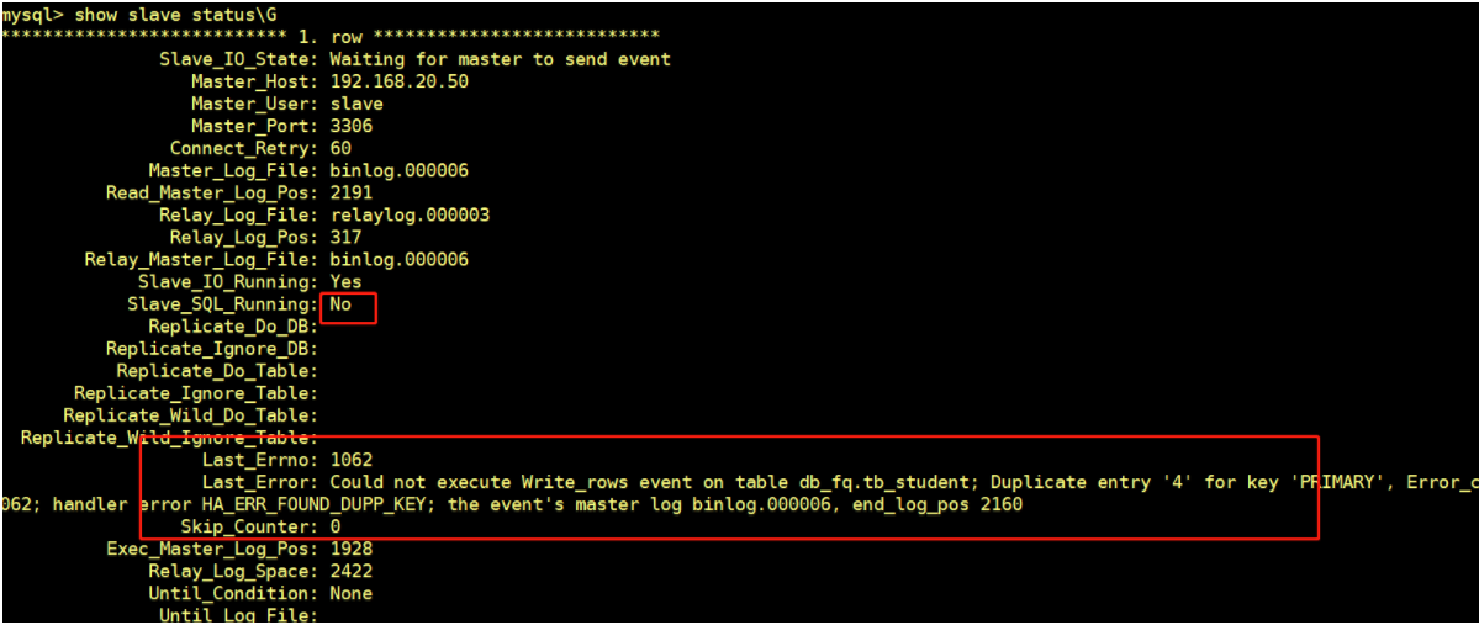 mysql> show slave status\G
*************************** 1. row ***************************
Slave_IO_State: Waiting for master to send event
Master_Host: 192.168.20.50
Master_User: slave
Master_Port: 3306
Connect_Retry: 60
Master_Log_File: binlog.000006
Read_Master_Log_Pos: 2191
Relay_Log_File: relaylog.000003
Relay_Log_Pos: 317
Relay_Master_Log_File: binlog.000006
Slave_IO_Running: Yes
Slave_SQL_Running: No
Replicate_Do_DB:
Replicate_Ignore_DB:
Replicate_Do_Table:
Replicate_Ignore_Table:
Replicate_Wild_Do_Table:
Replicate_Wild_Ignore_Table:
Last_Errno: 1062
Last_Error: Could not execute Write_rows event on table db_fq.tb_student; Duplicate entry '4' for key 'PRIMARY', Error_c
062; handler error HA_ERR_FOUND_DUPP_KEY; the event's master log binlog.000006, end_log_pos 2160
Skip_Counter: 0
Exec_Master_Log_Pos: 1928
Relay_Log_Space: 2422
Until_Condition: None
Until_Log_File: